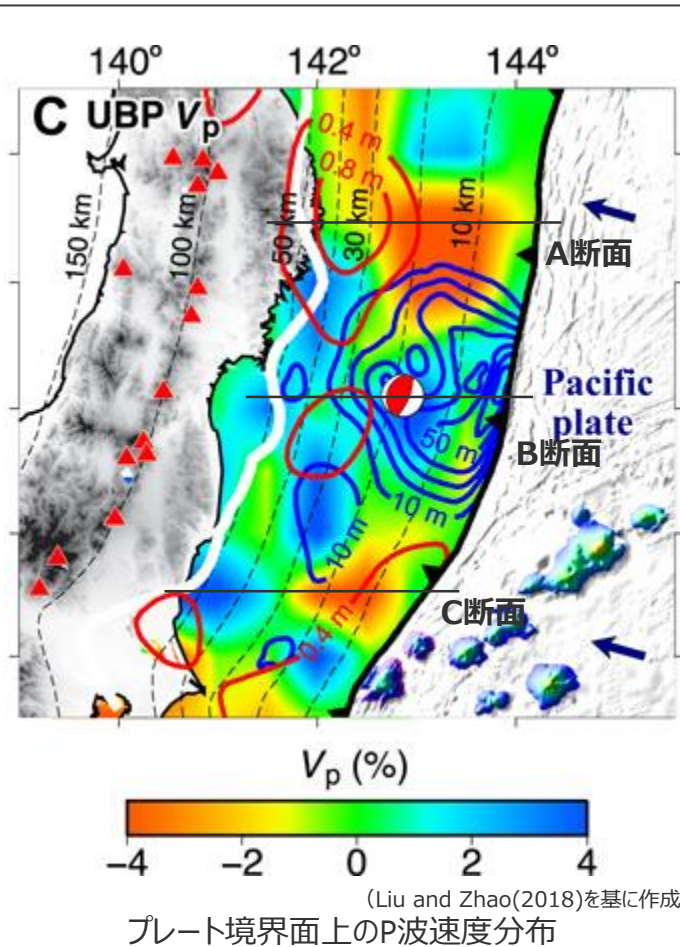 140° 142° 144°
C UBP Vp
0.4 m
0.8 m
150 km
100 km
50 km
30 km
10 km
A断面
Pacific
plate
50 m
B断面
10 m
10 m
C断面
0.4 m
Vp (%)
−4 −2 0 2 4
(Liu and Zhao(2018)を基に作成
プレート境界面上のP波速度分布